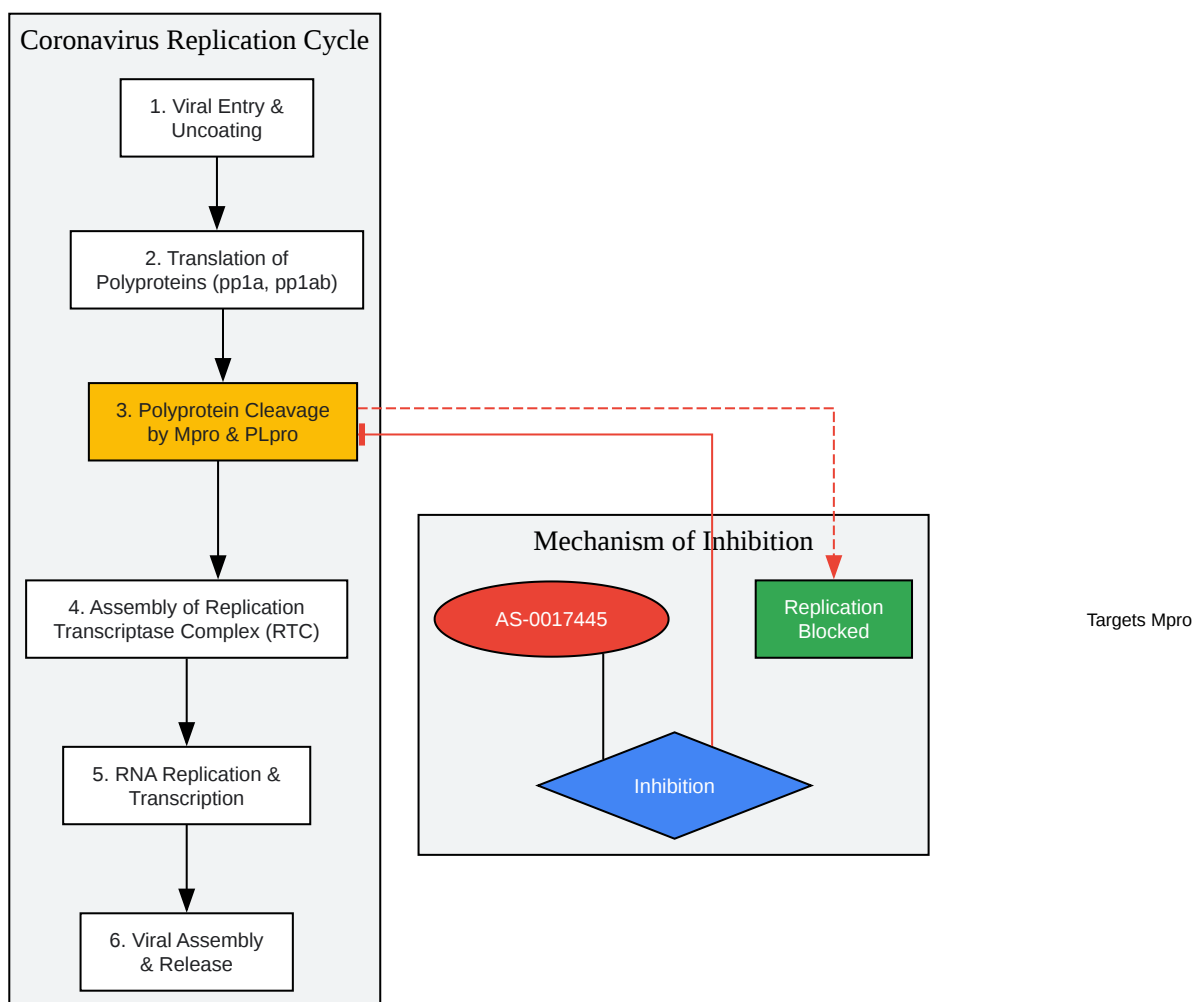 Coronavirus Replication Cycle
1. Viral Entry &
Uncoating
2. Translation of
Polyproteins (pp1a, pp1ab)
3. Polyprotein Cleavage
by Mpro & PLpro
4. Assembly of Replication
Transcriptase Complex (RTC)
5. RNA Replication &
Transcription
6. Viral Assembly
& Release
Mechanism of Inhibition
AS-0017445
Replication
Blocked
Inhibition
Targets Mpro